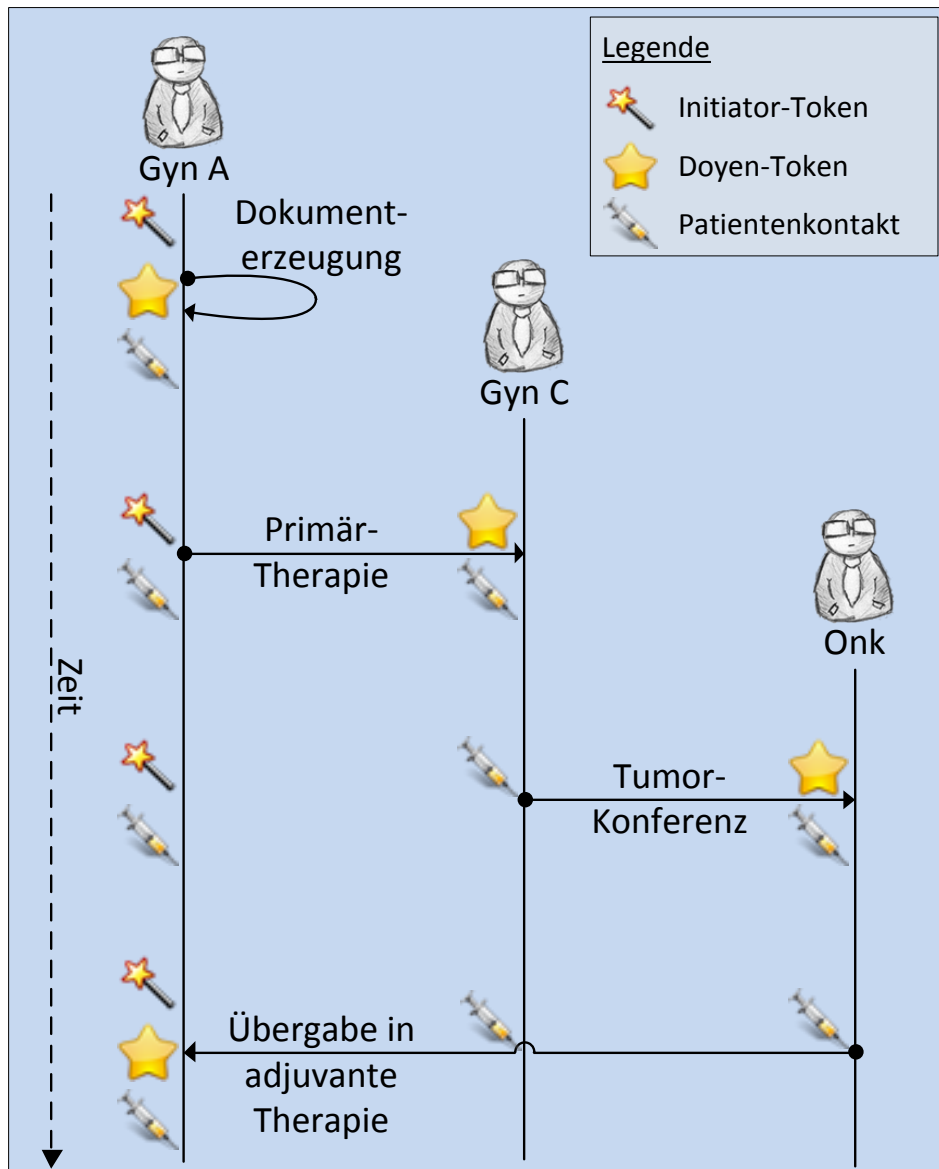 Legende
Initiator-Token
Doyen-Token
Patientenkontakt
Gyn A
Dokument-
erzeugung
Gyn C
Primär-
Therapie
Onk
Zeit
Tumor-
Konferenz
Übergabe in
adjuvante
Therapie